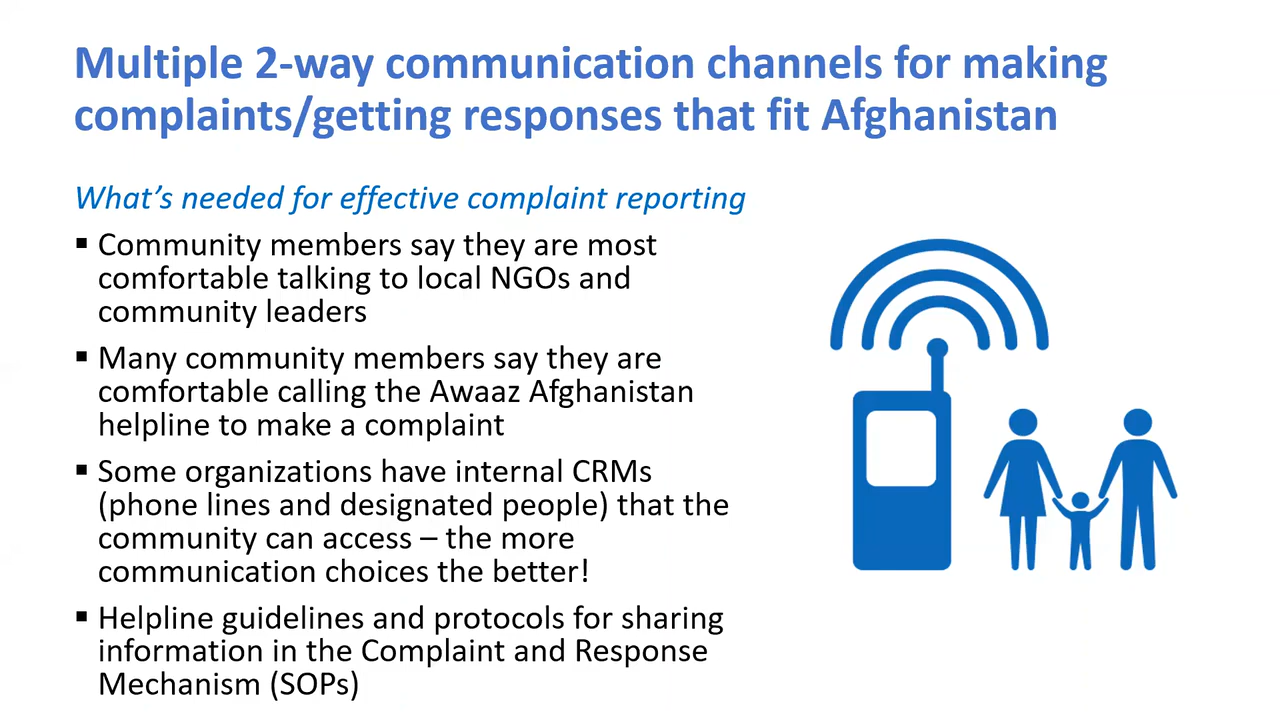 Multiple 2-way communication channels for making
complaints/getting responses that fit Afghanistan
What's needed for effective complaint reporting
▪ Community members say they are most
comfortable talking to local NGOs and
community leaders
▪ Many community members say they are
comfortable calling the Awaaz Afghanistan
helpline to make a complaint
▪ Some organizations have internal CRMs
(phone lines and designated people) that the
community can access – the more
communication choices the better!
▪ Helpline guidelines and protocols for sharing
information in the Complaint and Response
Mechanism (SOPs)